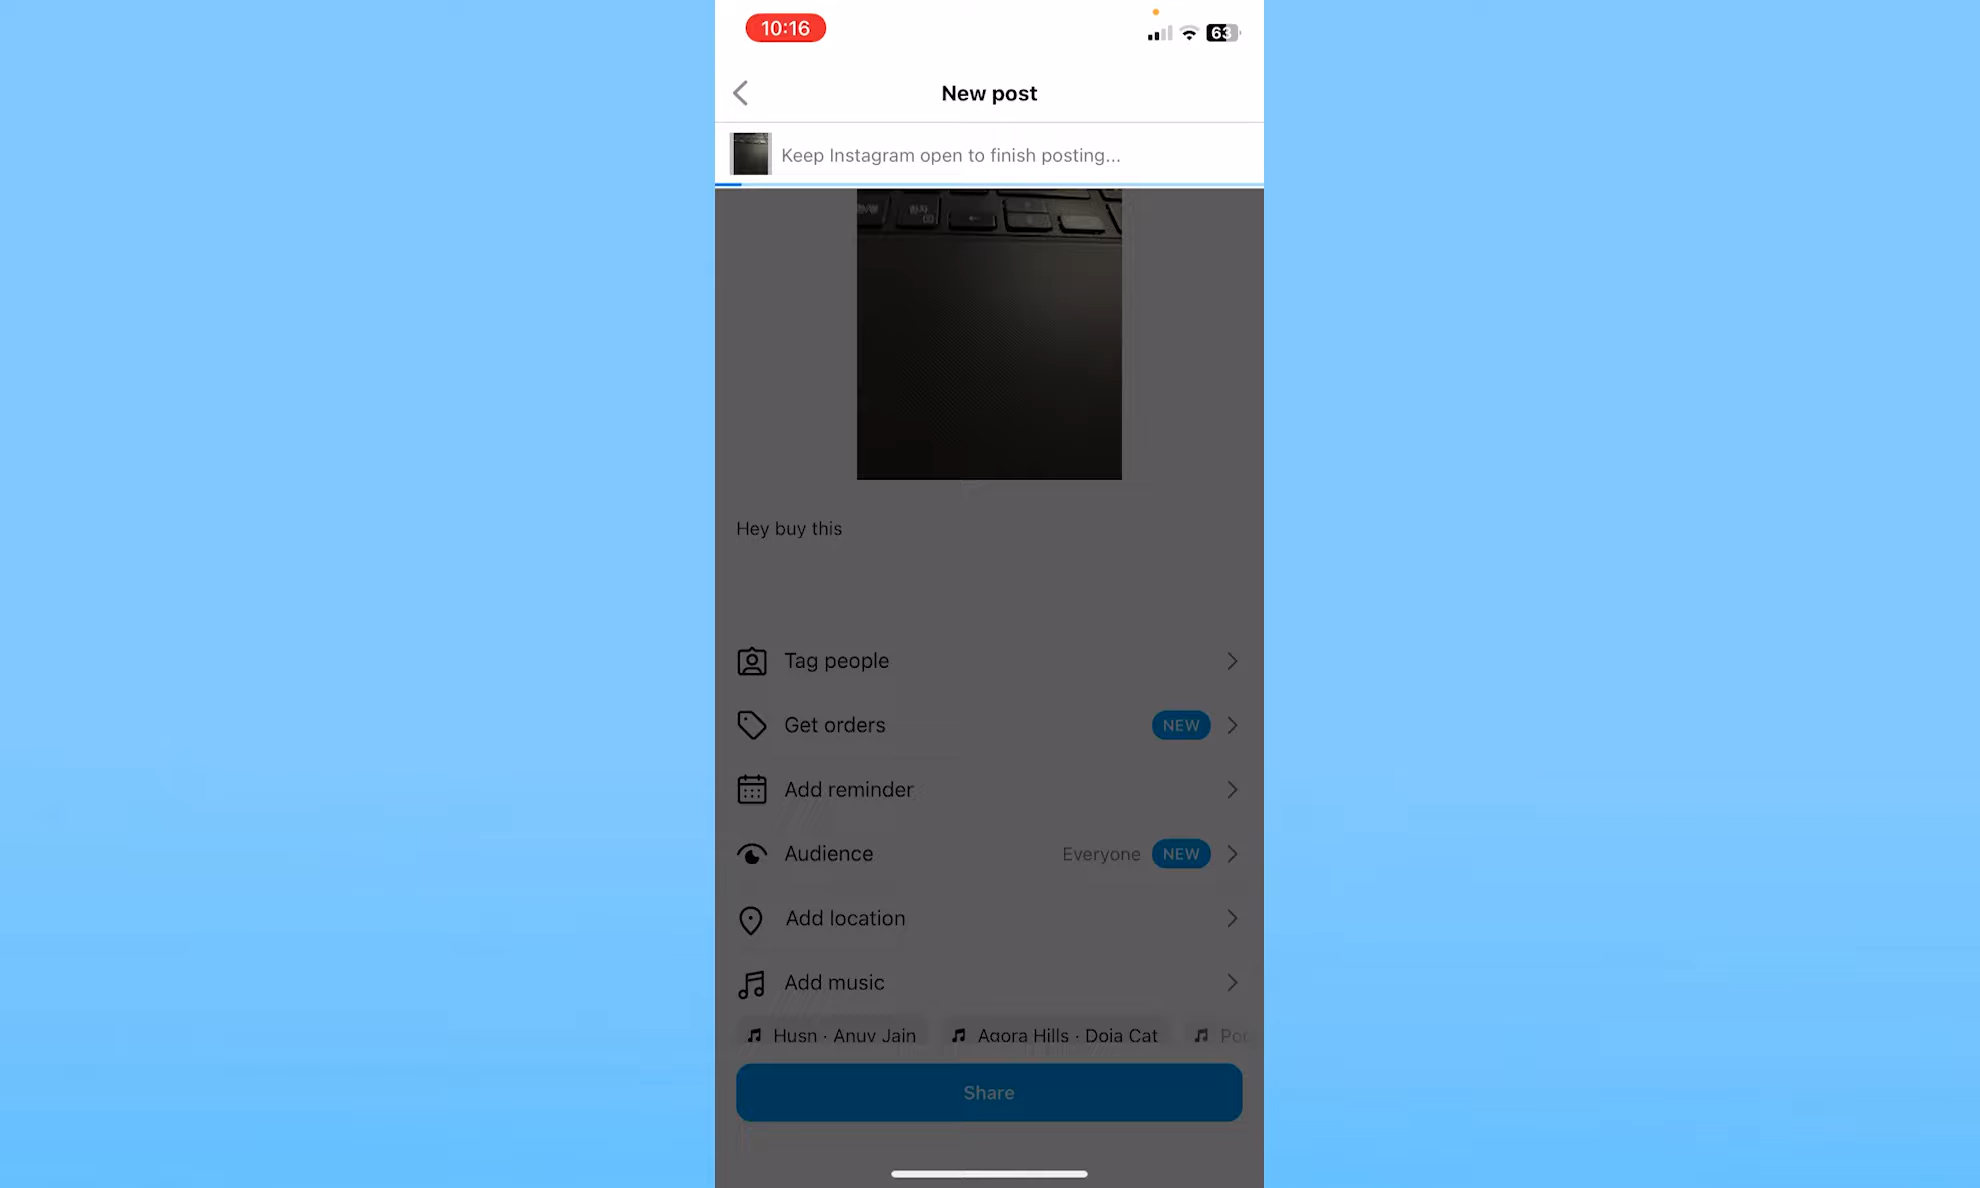 10:16
63
New post
Keep Instagram open to finish posting...
Hey buy this
Tag people
Get orders NEW
Add reminder
Audience Everyone NEW
Add location
Add music
Husn · Anuv Jain Agora Hills · Doja Cat
Share